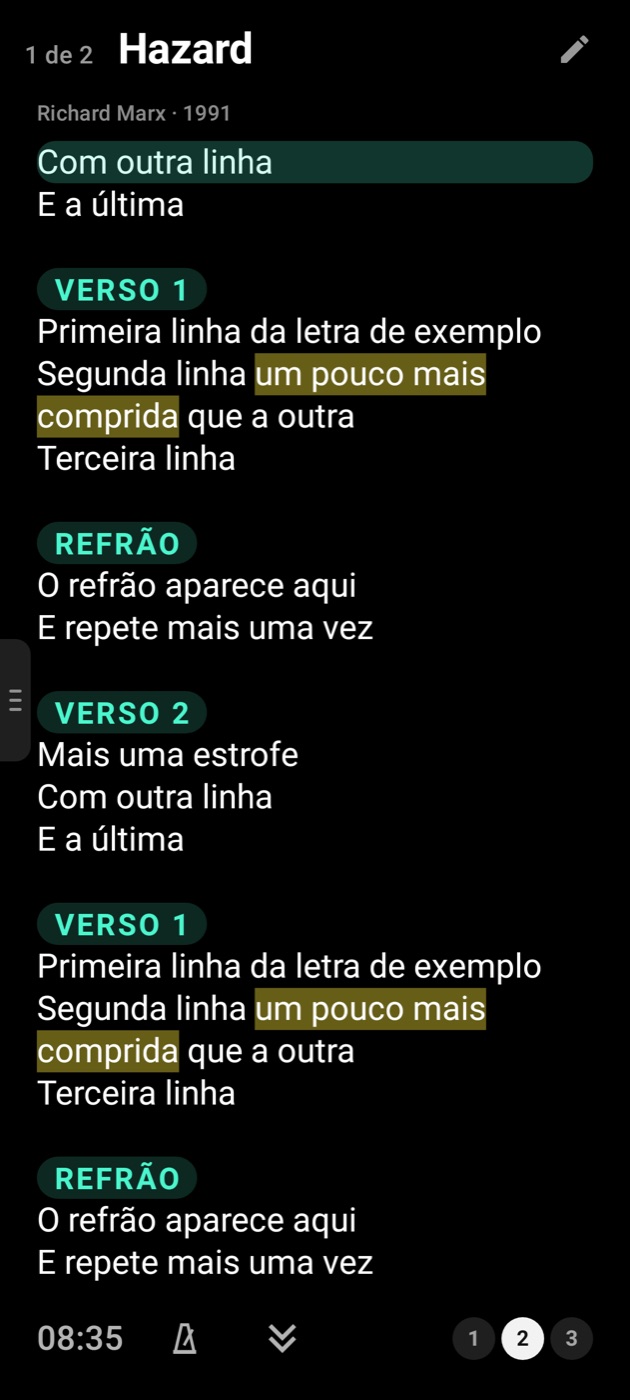 1 de 2 Hazard
Richard Marx · 1991
Com outra linha
E a última
VERSO 1
Primeira linha da letra de exemplo
Segunda linha um pouco mais
comprida que a outra
Terceira linha
REFRÃO
O refrão aparece aqui
E repete mais uma vez
VERSO 2
Mais uma estrofe
Com outra linha
E a última
VERSO 1
Primeira linha da letra de exemplo
Segunda linha um pouco mais
comprida que a outra
Terceira linha
REFRÃO
O refrão aparece aqui
E repete mais uma vez
08:35 1 2 3